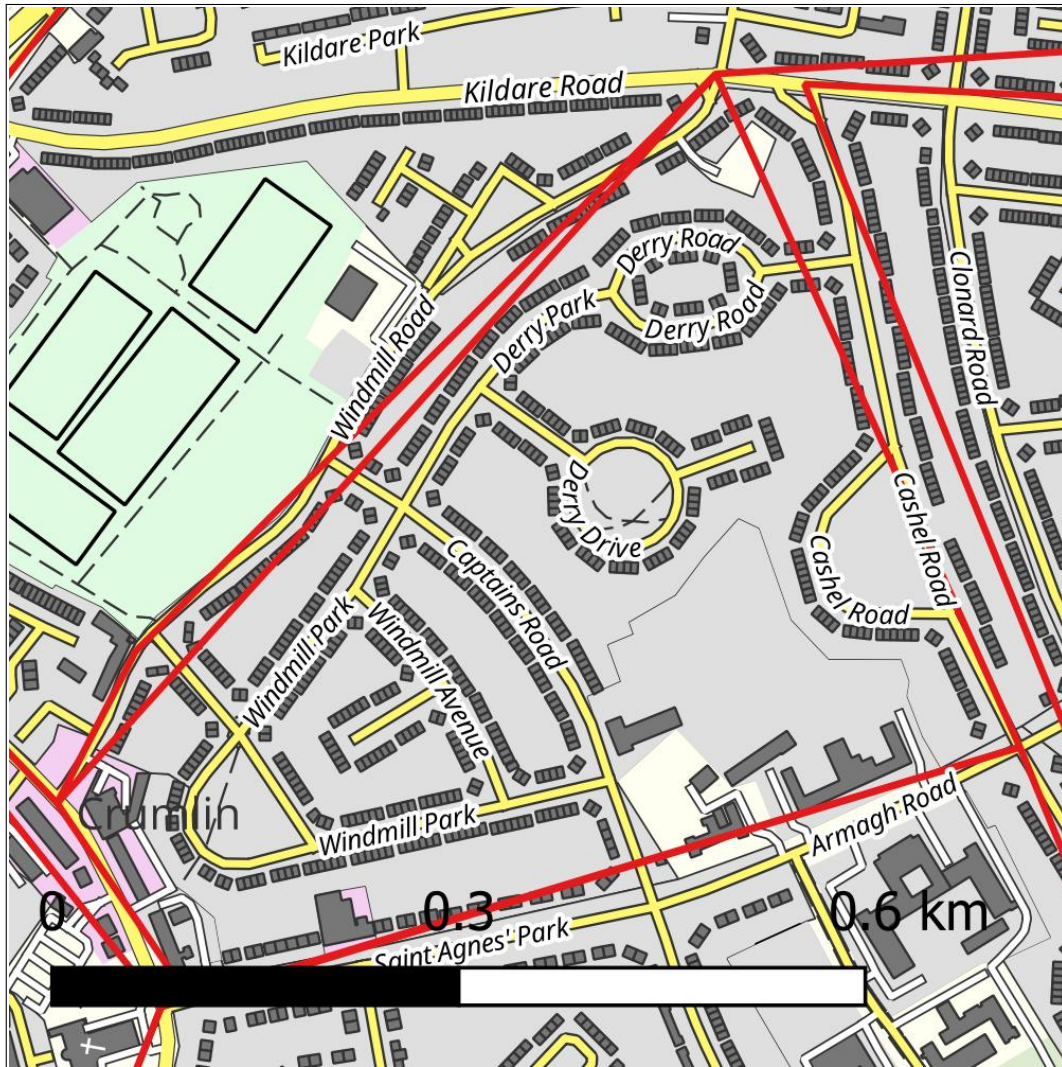 Kildare Park
Kildare Road
Derry Road
Clonard Road
Derry Park
Derry Road
Windmill Road
Derry Drive
Cashel Road
Captains Road
Cashel Road
Windmill Park
Windmill Avenue
Crumlin
Windmill Park
Armagh Road
0 0.3 0.6 km
Saint Agnes' Park